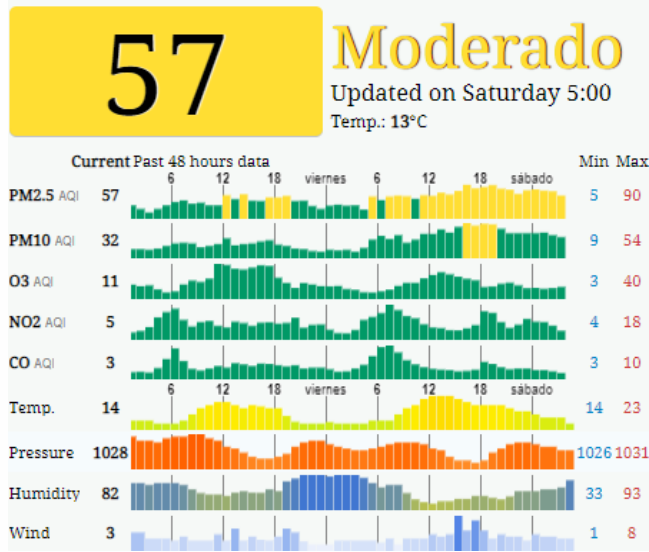 57
Moderado
Updated on Saturday 5:00
Temp.: 13°C
Current Past 48 hours data Min Max
6 12 18 viernes 6 12 18 sábado
PM2.5 AQI 57 5 90
PM10 AQI 32 9 54
O3 AQI 11 3 40
NO2 AQI 5 4 18
CO AQI 3 3 10
6 12 18 viernes 6 12 18 sábado
Temp. 14 14 23
Pressure 1028 1026 1031
Humidity 82 33 93
Wind 3 1 8